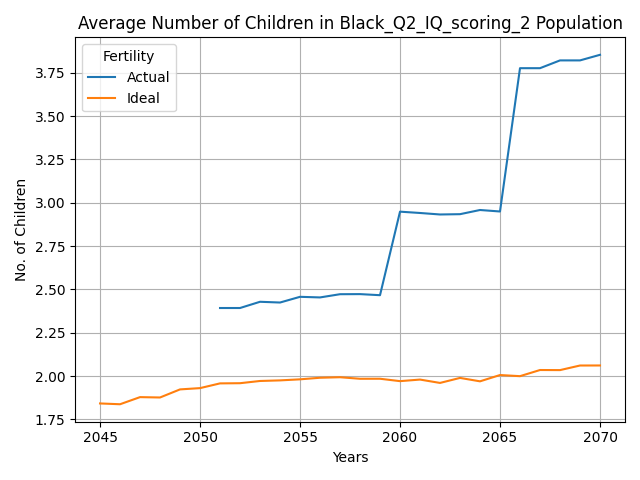 Average Number of Children in Black_Q2_IQ_scoring_2 Population
Fertility
Actual
Ideal
3.75
3.50
3.25
3.00
2.75
2.50
2.25
2.00
1.75
No. of Children
2045 2050 2055 2060 2065 2070
Years